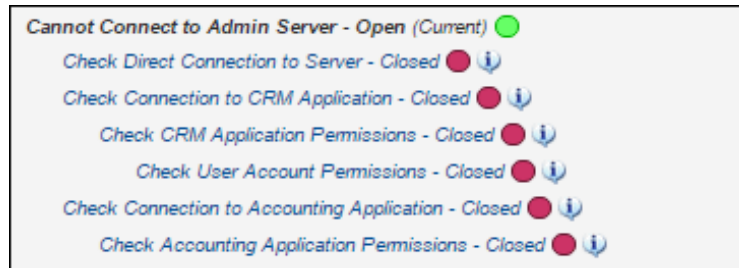 Cannot Connect to Admin Server - Open (Current)
Check Direct Connection to Server - Closed
Check Connection to CRM Application - Closed
Check CRM Application Permissions - Closed
Check User Account Permissions - Closed
Check Connection to Accounting Application - Closed
Check Accounting Application Permissions - Closed